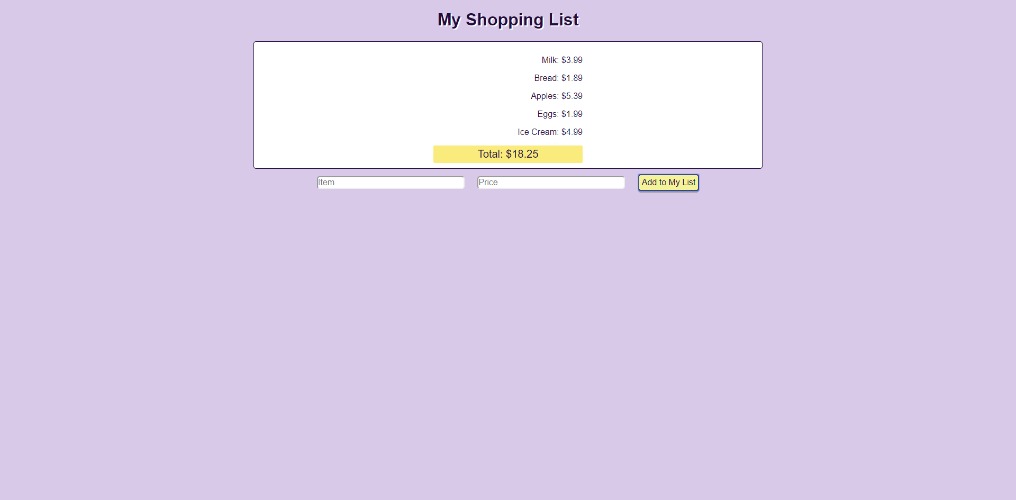 My Shopping List
Milk: $3.99
Bread: $1.89
Apples: $5.39
Eggs: $1.99
Ice Cream: $4.99
Total: $18.25
Item Price Add to My List